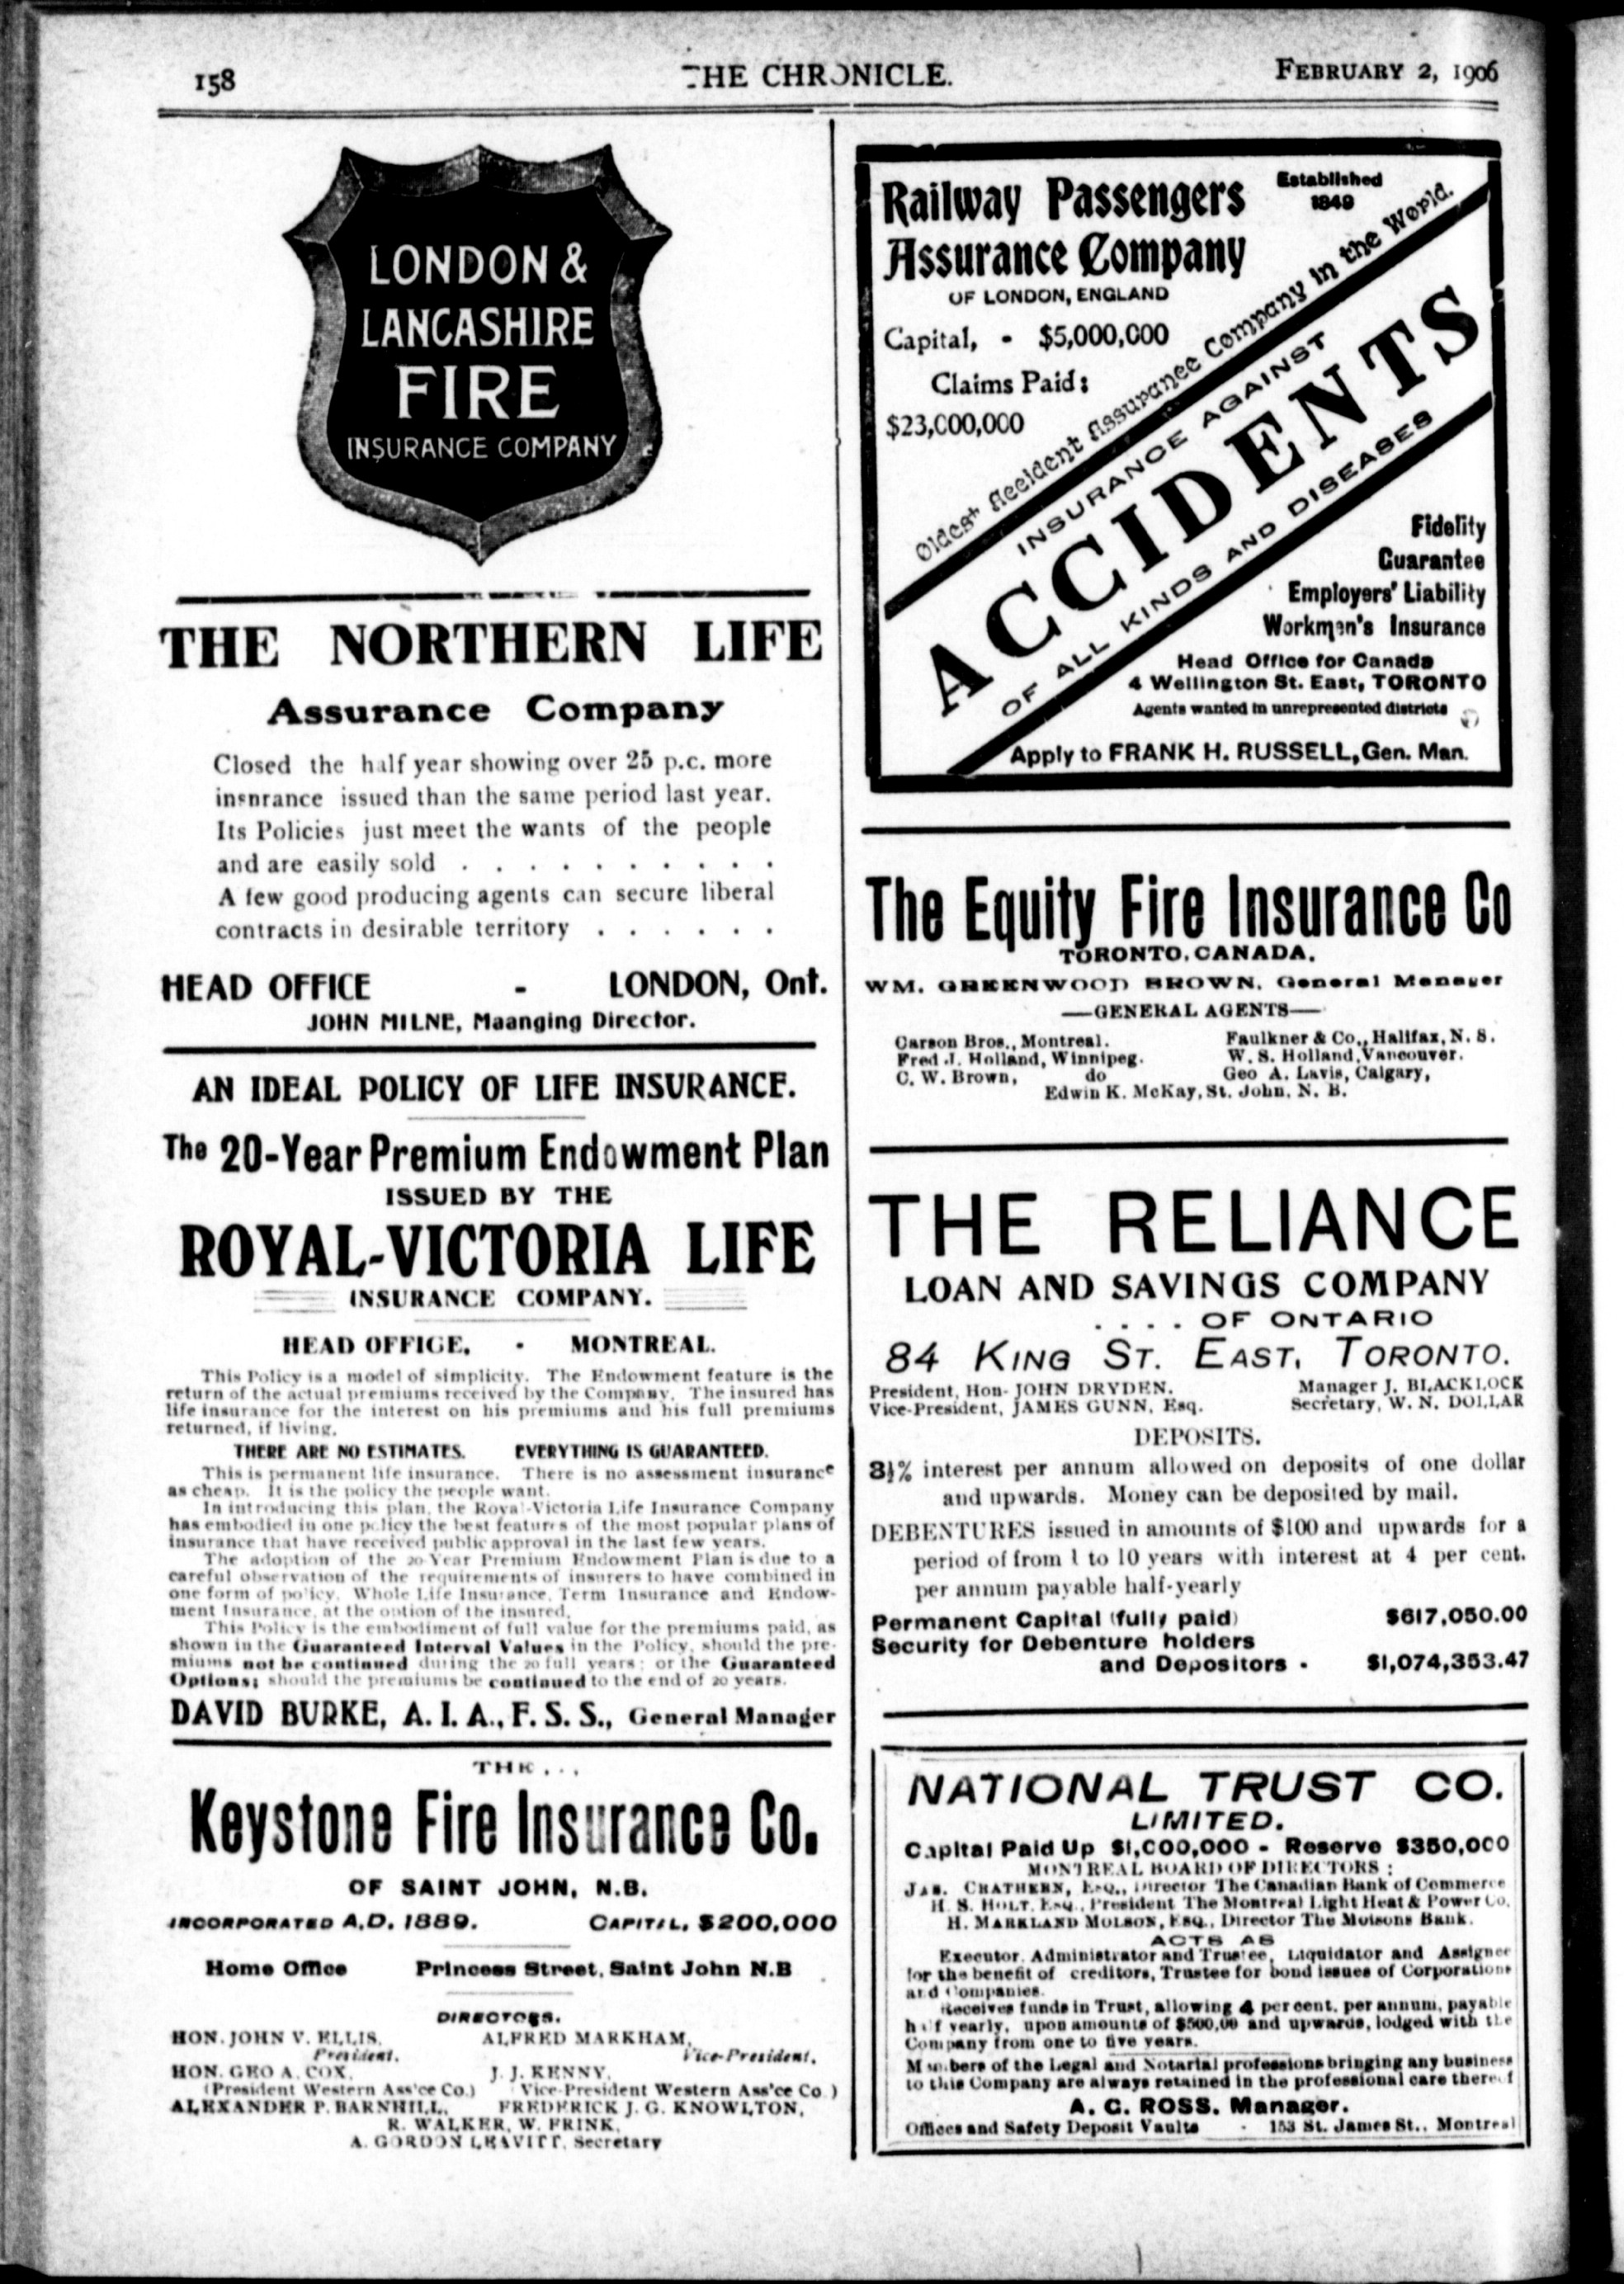 158
THE CHRONICLE.
FEBRUARY 2, 1906
LONDON &
LANCASHIRE
FIRE
INSURANCE COMPANY
THE NORTHERN LIFE
Assurance Company
Closed the half year showing over 25 p.c. more
insnrance issued than the same period last year.
Its Policies just meet the wants of the people
and are easily sold . . . . . . . . . .
A few good producing agents can secure liberal
contracts in desirable territory . . . . . .
HEAD OFFICE - LONDON, Ont.
JOHN MILNE, Maanging Director.
AN IDEAL POLICY OF LIFE INSURANCE.
The 20-Year Premium Endowment Plan
ISSUED BY THE
ROYAL-VICTORIA LIFE
INSURANCE COMPANY.
HEAD OFFICE, - MONTREAL.
This Policy is a model of simplicity. The Endowment feature is the
return of the actual premiums received by the Company. The insured has
life insurance for the interest on his premiums and his full premiums
returned, if living.
THERE ARE NO ESTIMATES. EVERYTHING IS GUARANTEED.
This is permanent life insurance. There is no assessment insurance
as cheap. It is the policy the people want.
In introducing this plan, the Royal-Victoria Life Insurance Company
has embodied in one policy the best features of the most popular plans of
insurance that have received public approval in the last few years.
The adoption of the 20 Year Premium Endowment Plan is due to a
careful observation of the requirements of insurers to have combined in
one form of policy, Whole Life Insurance, Term Insurance and Endow-
ment Insurance, at the option of the insured.
This Policy is the embodiment of full value for the premiums paid, as
shown in the Guaranteed Interval Values in the Policy, should the pre-
miums not be continued during the 20 full years; or the Guaranteed
Options; should the premiums be continued to the end of 20 years.
DAVID BURKE, A. I. A., F. S. S., General Manager
THE . . .
Keystone Fire Insurance Co.
OF SAINT JOHN, N.B.
INCORPORATED A.D. 1889. CAPITAL, $200,000
Home Office Princess Street, Saint John N.B
DIRECTORS.
HON. JOHN V. ELLIS, ALFRED MARKHAM,
President. Vice-President.
HON. GEO A. COX, J. J. KENNY,
(President Western Ass'ce Co.) Vice-President Western Ass'ce Co )
ALEXANDER P. BARNHILL, FREDERICK J. G. KNOWLTON,
R. WALKER, W. FRINK,
A. GORDON LEAVITT, Secretary
Railway Passengers
Established
1849
Assurance Company
OF LONDON, ENGLAND
Capital, - $5,000,000
Claims Paid:
$23,000,000
Oldest Accident Assurance Company in the World.
INSURANCE AGAINST
ACCIDENTS
OF ALL KINDS AND DISEASES
Fidelity
Guarantee
Employers' Liability
Workmen's Insurance
Head Office for Canada
4 Wellington St. East, TORONTO
Agents wanted in unrepresented districts
Apply to FRANK H. RUSSELL, Gen. Man.
The Equity Fire Insurance Co
TORONTO, CANADA.
WM. GREENWOOD BROWN, General Manager
—GENERAL AGENTS—
Carson Bros., Montreal. Faulkner & Co., Halifax, N. S.
Fred J. Holland, Winnipeg. W. S. Holland, Vancouver.
C. W. Brown, do Geo A. Lavis, Calgary,
Edwin K. McKay, St. John, N. B.
THE RELIANCE
LOAN AND SAVINGS COMPANY
. . . . OF ONTARIO
84 KING ST. EAST, TORONTO.
President, Hon. JOHN DRYDEN. Manager J. BLACKLOCK
Vice-President, JAMES GUNN, Esq. Secretary, W. N. DOLLAR
DEPOSITS.
3½% interest per annum allowed on deposits of one dollar
and upwards. Money can be deposited by mail.
DEBENTURES issued in amounts of $100 and upwards for a
period of from 1 to 10 years with interest at 4 per cent.
per annum payable half-yearly
Permanent Capital (fully paid) $617,050.00
Security for Debenture holders
and Depositors - $1,074,353.47
NATIONAL TRUST CO.
LIMITED.
Capital Paid Up $1,000,000 - Reserve $350,000
MONTREAL BOARD OF DIRECTORS :
JAS. CRATHERN, Esq., Director The Canadian Bank of Commerce
H. S. HOLT, Esq., President The Montreal Light Heat & Power Co.
H. MARKLAND MOLSON, ESQ., Director The Molsons Bank.
ACTS AS
Executor, Administrator and Trustee, Liquidator and Assignee
for the benefit of creditors, Trustee for bond issues of Corporations
and Companies.
Receives funds in Trust, allowing 4 per cent. per annum, payable
half yearly, upon amounts of $500,00 and upwards, lodged with the
Company from one to five years.
Members of the Legal and Notarial professions bringing any business
to this Company are always retained in the professional care thereof
A. G. ROSS. Manager.
Offices and Safety Deposit Vaults - 153 St. James St., Montreal